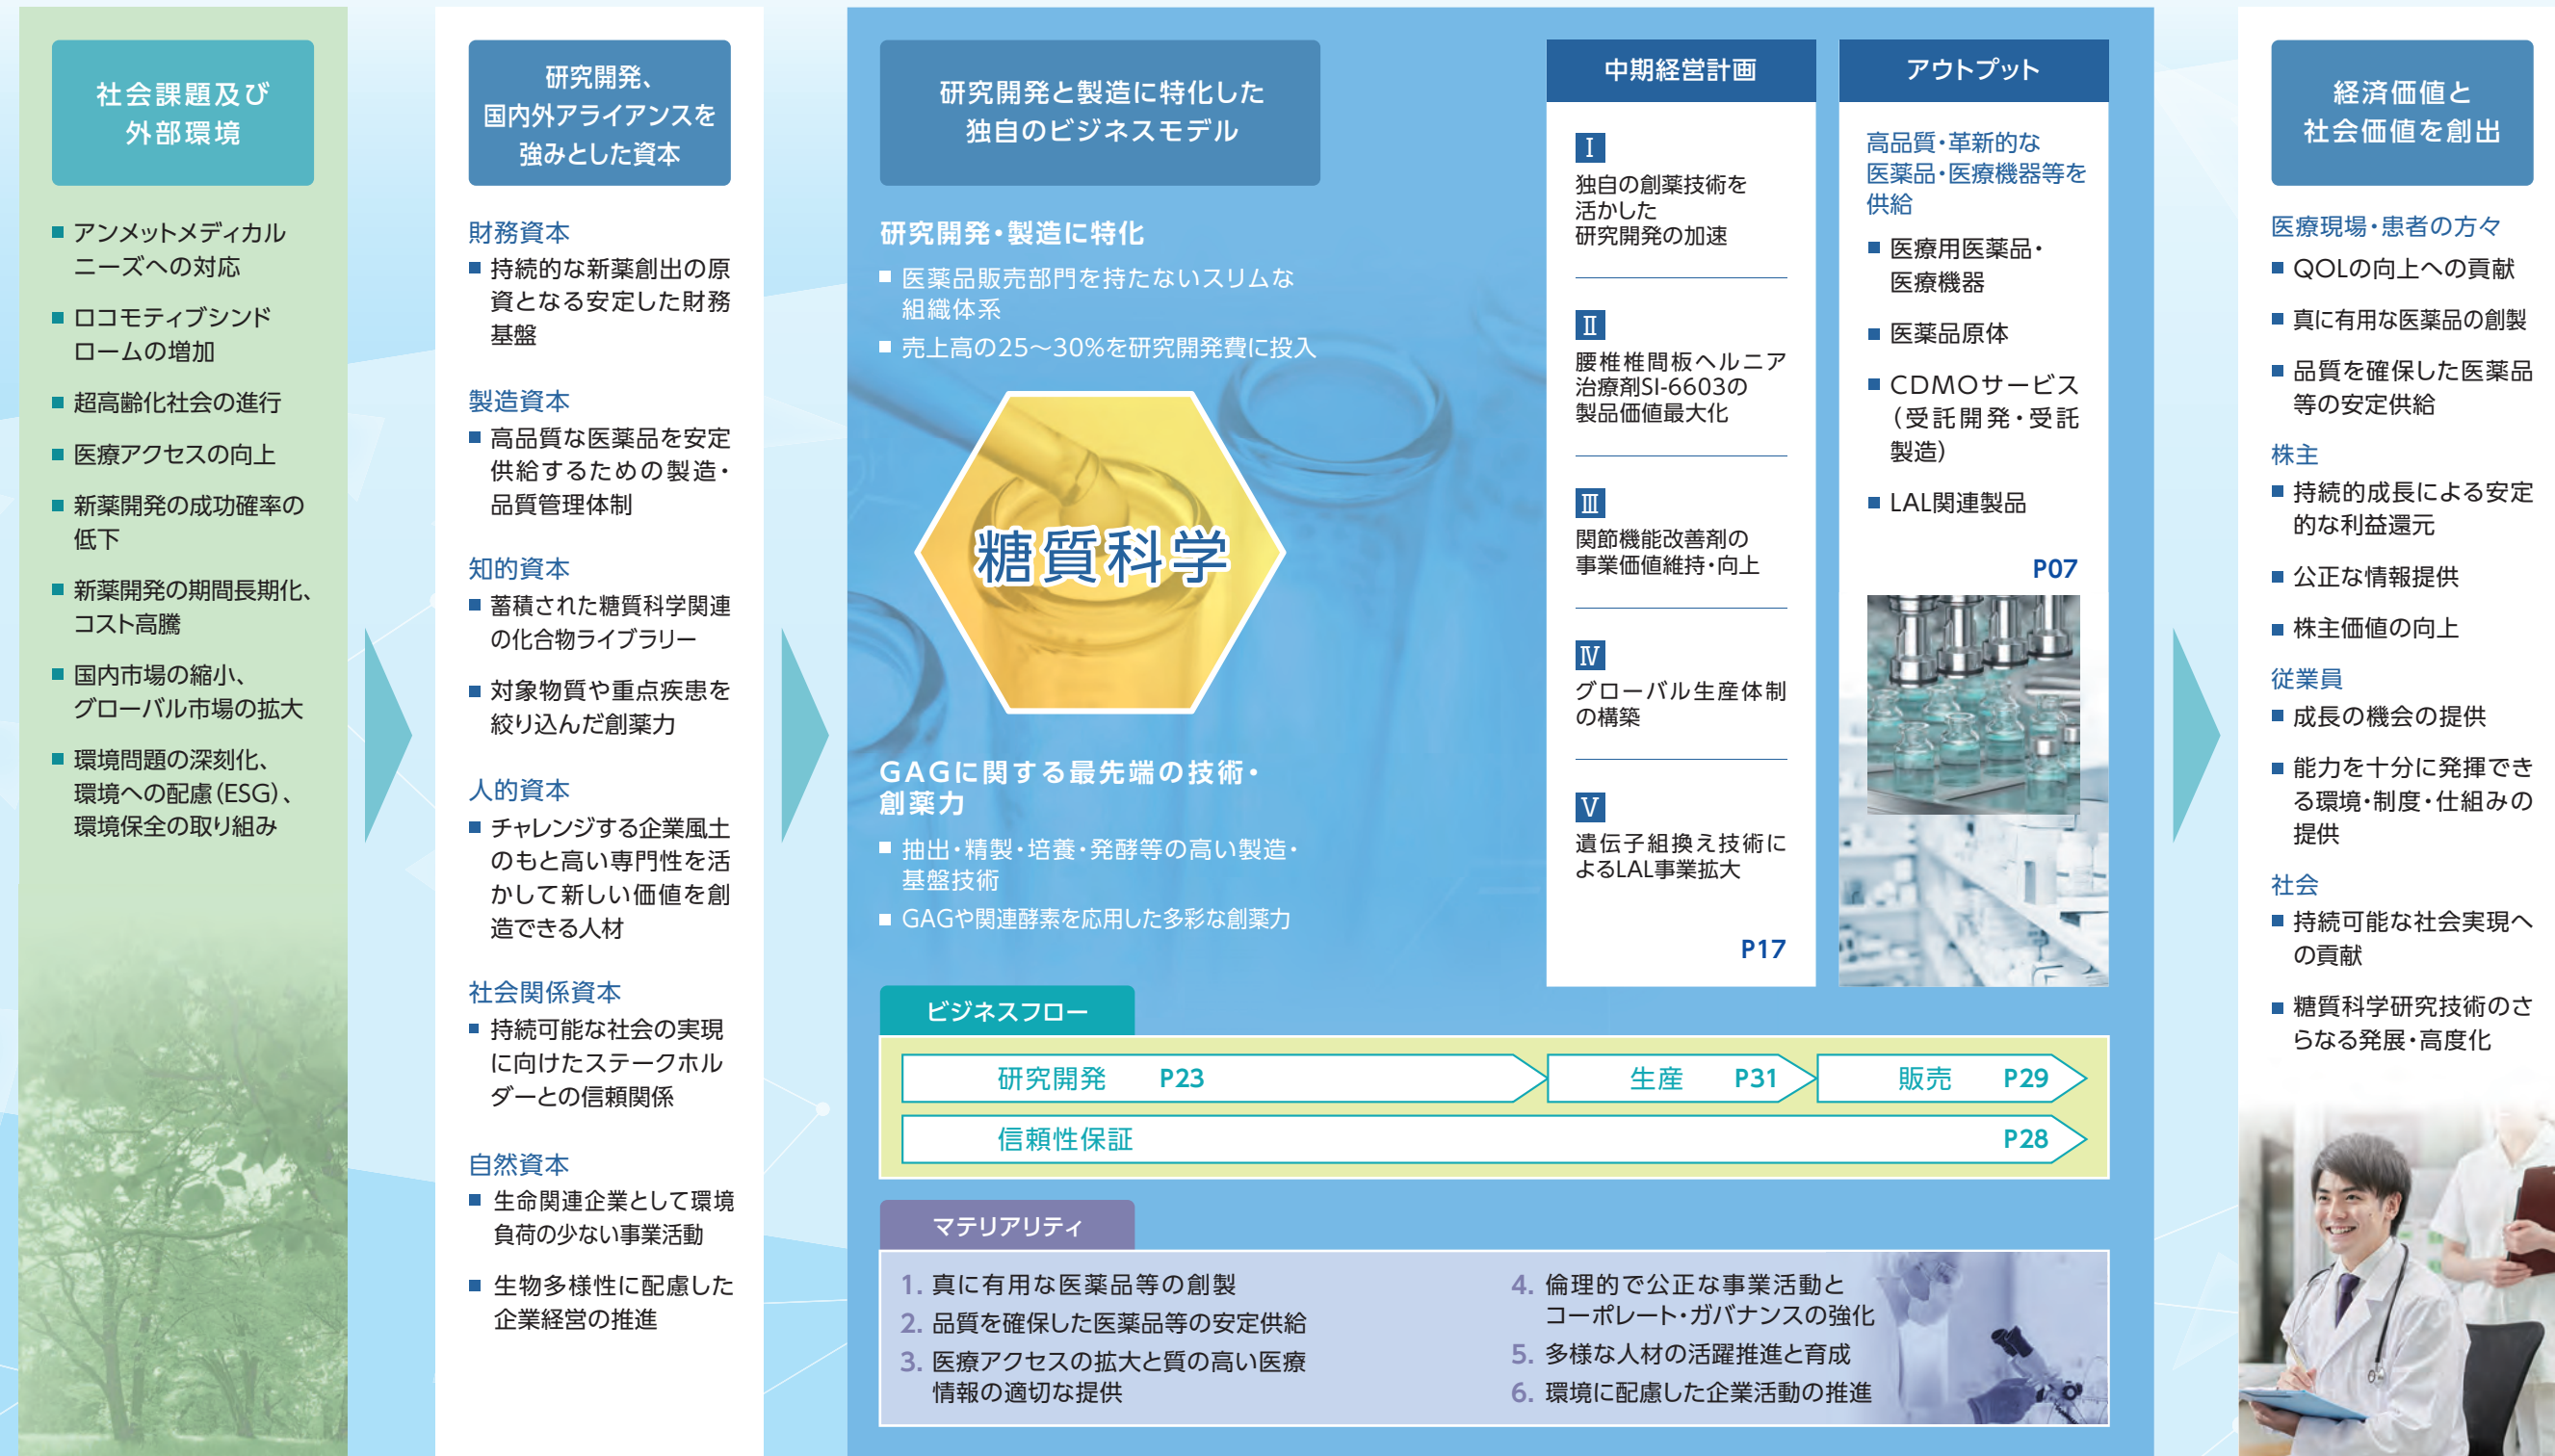 社会課題及び
外部環境
■ アンメットメディカル
ニーズへの対応
■ ロコモティブシンド
ロームの増加
■ 超高齢化社会の進行
■ 医療アクセスの向上
■ 新薬開発の成功確率の
低下
■ 新薬開発の期間長期化、
コスト高騰
■ 国内市場の縮小、
グローバル市場の拡大
■ 環境問題の深刻化、
環境への配慮(ESG)、
環境保全の取り組み
研究開発、
国内外アライアンスを
強みとした資本
財務資本
■ 持続的な新薬創出の原
資となる安定した財務
基盤
製造資本
■ 高品質な医薬品を安定
供給するための製造・
品質管理体制
知的資本
■ 蓄積された糖質科学関連
の化合物ライブラリー
■ 対象物質や重点疾患を
絞り込んだ創薬力
人的資本
■ チャレンジする企業風土
のもと高い専門性を活
かして新しい価値を創
造できる人材
社会関係資本
■ 持続可能な社会の実現
に向けたステークホル
ダーとの信頼関係
自然資本
■ 生命関連企業として環境
負荷の少ない事業活動
■ 生物多様性に配慮した
企業経営の推進
研究開発と製造に特化した
独自のビジネスモデル
研究開発・製造に特化
■ 医薬品販売部門を持たないスリムな
組織体系
■ 売上高の25〜30%を研究開発費に投入
糖質科学
GAGに関する最先端の技術・
創薬力
■ 抽出・精製・培養・発酵等の高い製造・
基盤技術
■ GAGや関連酵素を応用した多彩な創薬力
中期経営計画
Ⅰ
独自の創薬技術を
活かした
研究開発の加速
Ⅱ
腰椎椎間板ヘルニア
治療剤SI-6603の
製品価値最大化
Ⅲ
関節機能改善剤の
事業価値維持・向上
Ⅳ
グローバル生産体制
の構築
Ⅴ
遺伝子組換え技術に
よるLAL事業拡大
P17
アウトプット
高品質・革新的な
医薬品・医療機器等を
供給
■ 医療用医薬品・
医療機器
■ 医薬品原体
■ CDMOサービス
(受託開発・受託
製造)
■ LAL関連製品
P07
ビジネスフロー
研究開発 P23
生産 P31
販売 P29
信頼性保証 P28
マテリアリティ
1. 真に有用な医薬品等の創製
2. 品質を確保した医薬品等の安定供給
3. 医療アクセスの拡大と質の高い医療
情報の適切な提供
4. 倫理的で公正な事業活動と
コーポレート・ガバナンスの強化
5. 多様な人材の活躍推進と育成
6. 環境に配慮した企業活動の推進
経済価値と
社会価値を創出
医療現場・患者の方々
■ QOLの向上への貢献
■ 真に有用な医薬品の創製
■ 品質を確保した医薬品
等の安定供給
株主
■ 持続的成長による安定
的な利益還元
■ 公正な情報提供
■ 株主価値の向上
従業員
■ 成長の機会の提供
■ 能力を十分に発揮でき
る環境・制度・仕組みの
提供
社会
■ 持続可能な社会実現へ
の貢献
■ 糖質科学研究技術のさ
らなる発展・高度化